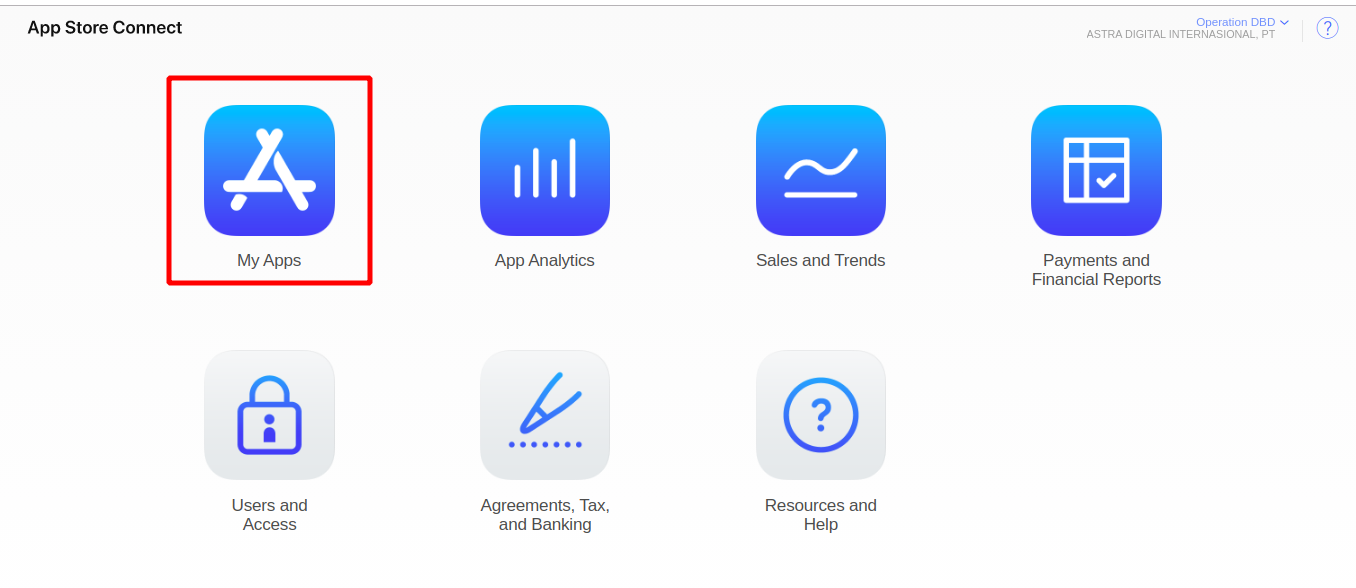 App Store Connect
Operation DBD
ASTRA DIGITAL INTERNASIONAL, PT
?
My Apps
App Analytics
Sales and Trends
Payments and
Financial Reports
?
Users and
Access
Agreements, Tax,
and Banking
Resources and
Help